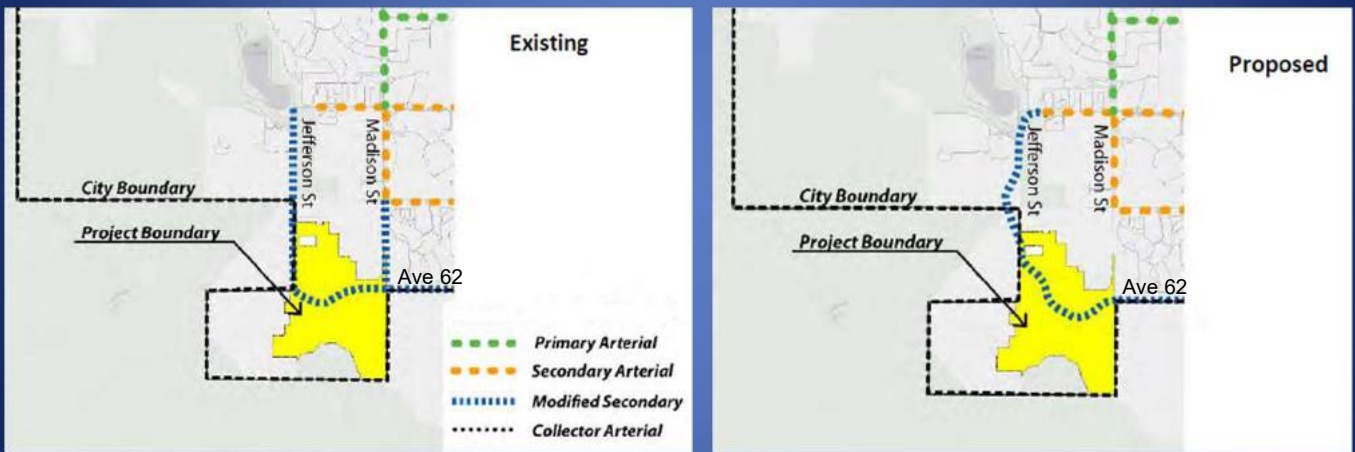 Existing
Jefferson St
Madison St
City Boundary
Project Boundary
Ave 62
Primary Arterial
Secondary Arterial
Modified Secondary
Collector Arterial
Proposed
Jefferson St
Madison St
City Boundary
Project Boundary
Ave 62